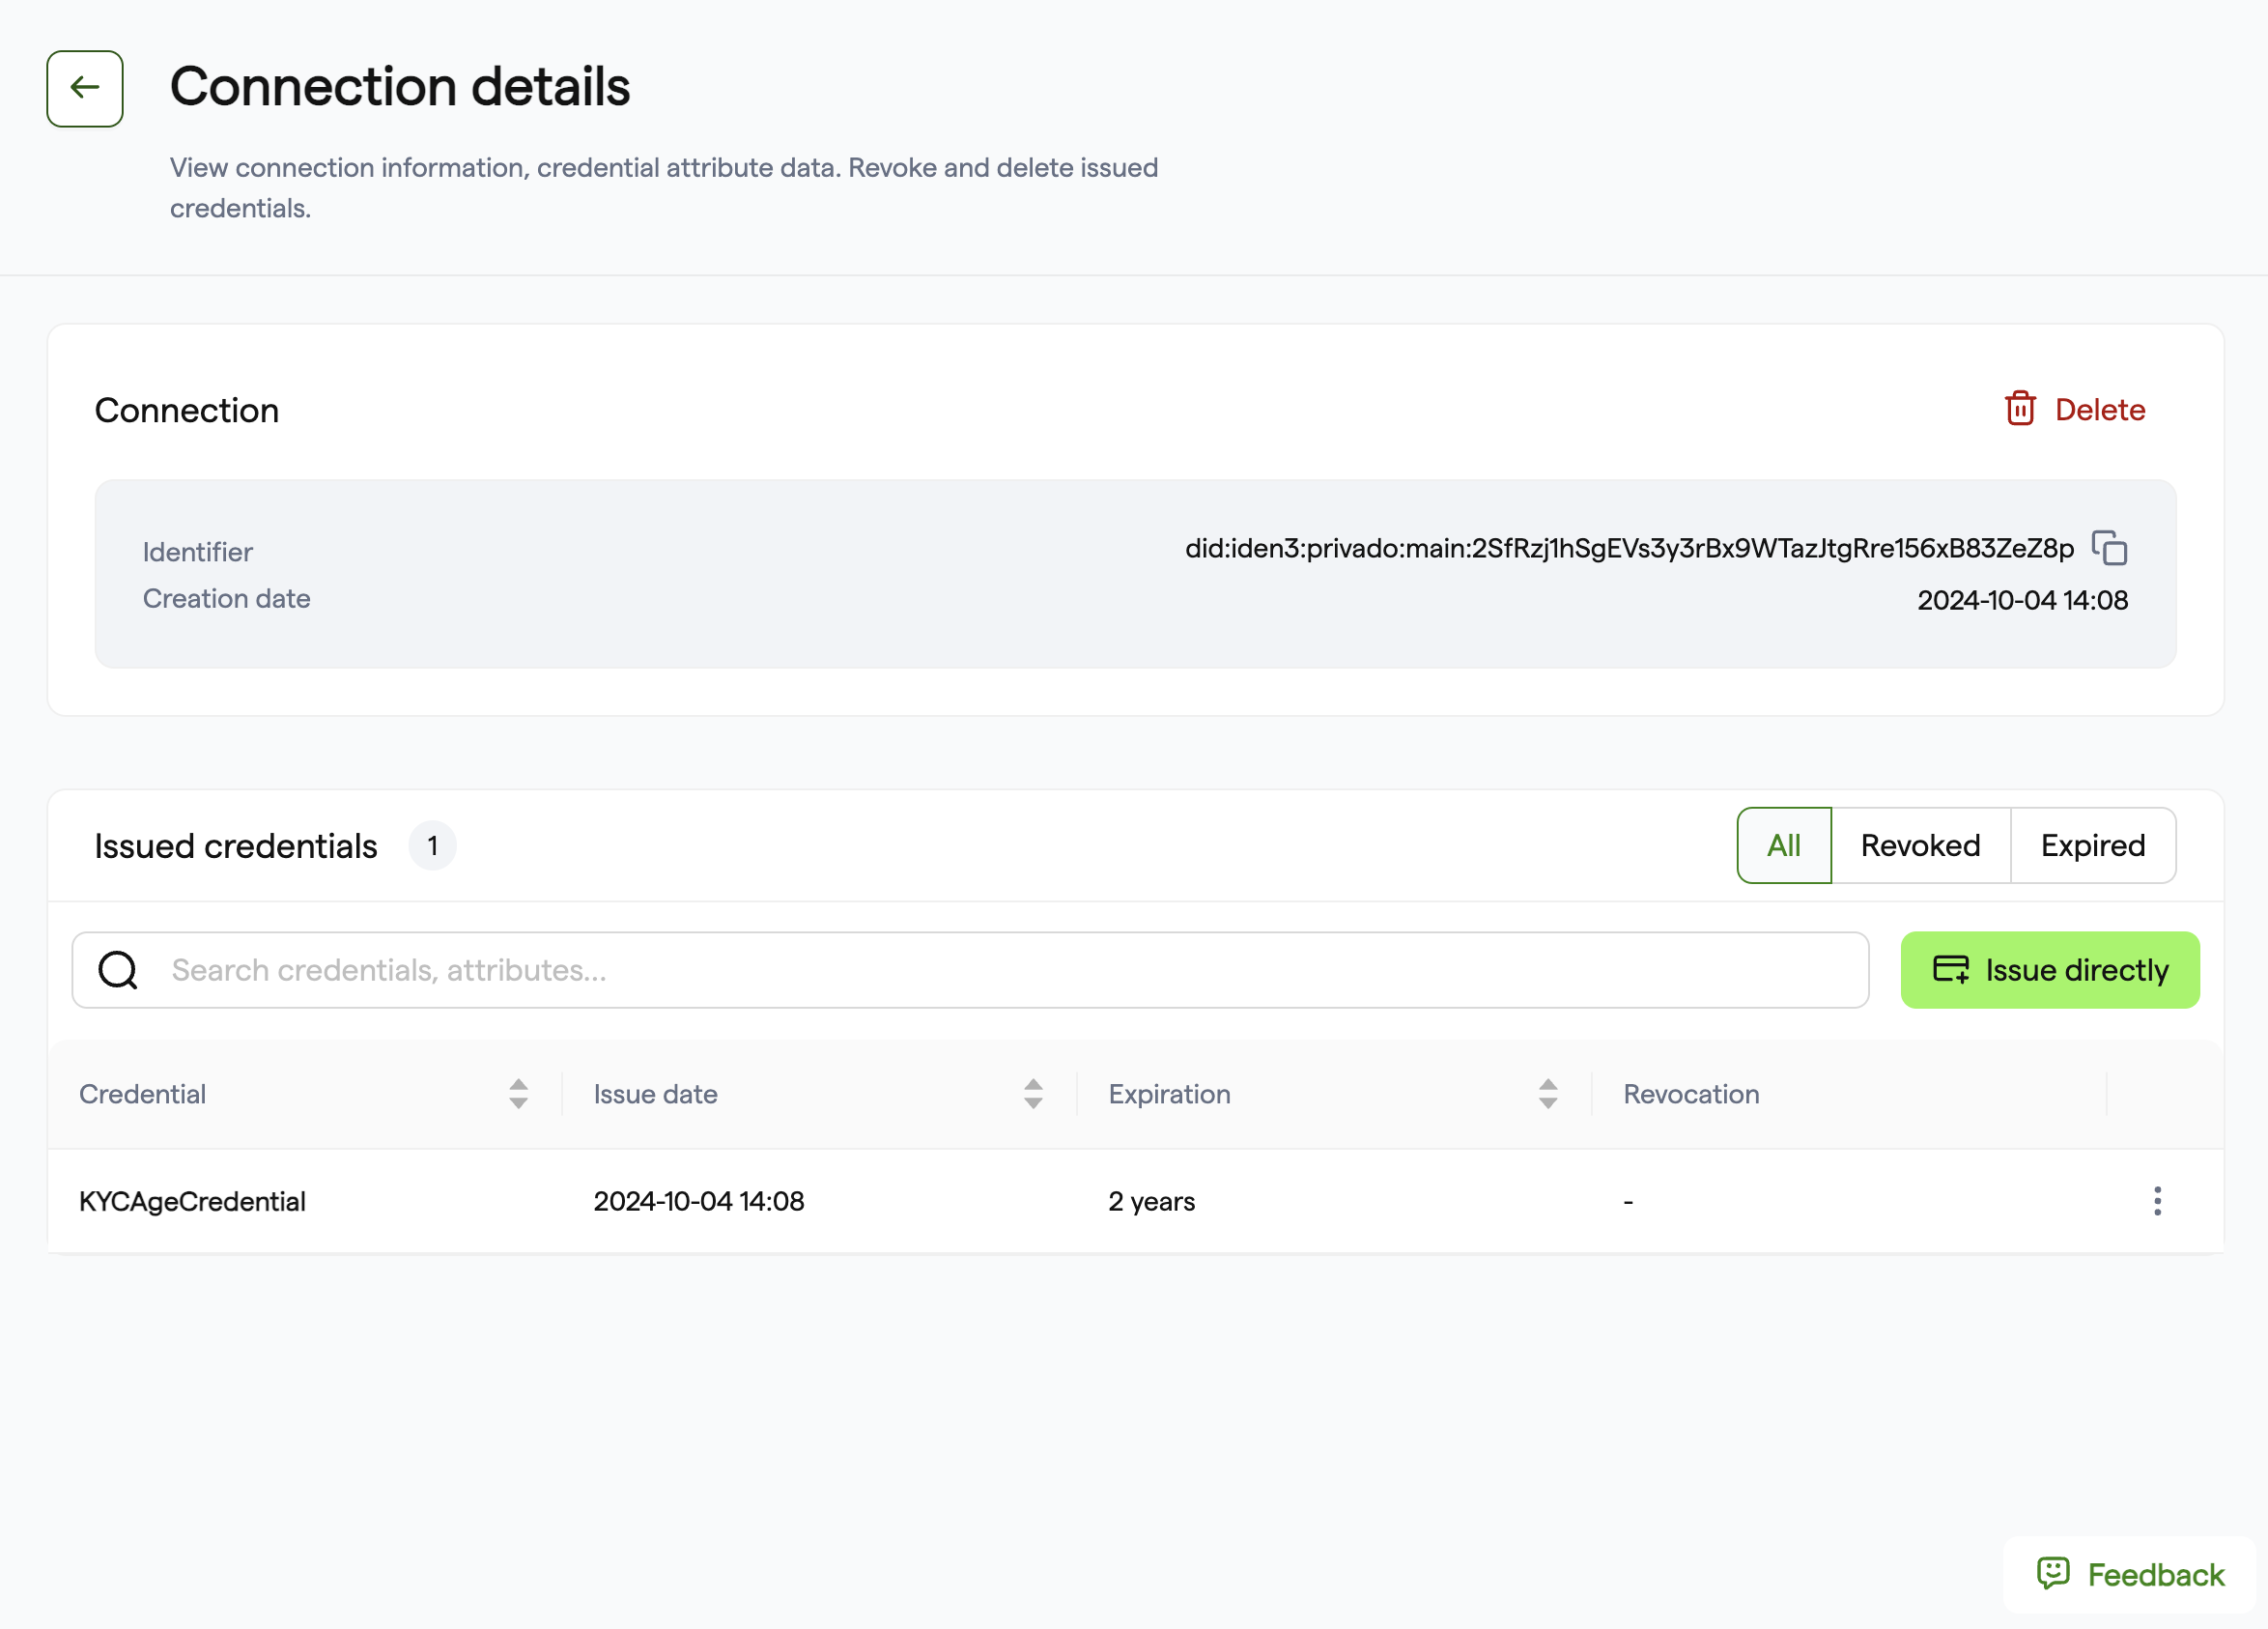 Connection details
View connection information, credential attribute data. Revoke and delete issued
credentials.
Connection
Delete
Identifier
did:iden3:privado:main:2SfRzj1hSgEVs3y3rBx9WTazJtgRre156xB83ZeZ8p
Creation date
2024-10-04 14:08
Issued credentials 1
All Revoked Expired
Search credentials, attributes...
Issue directly
Credential Issue date Expiration Revocation
KYCAgeCredential 2024-10-04 14:08 2 years -
Feedback